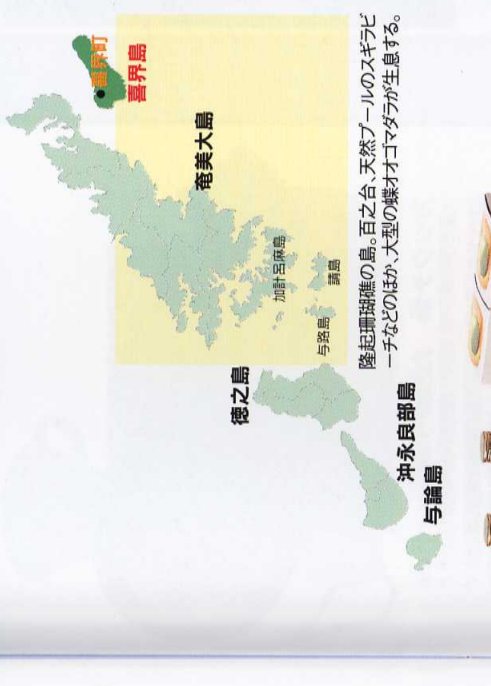 喜界町
喜界島
奄美大島
加計呂麻島
請島
与路島
徳之島
沖永良部島
与論島
隆起珊瑚礁の島。百之台、天然プールのスギラビ
ーチなどのほか、大型の蝶オオゴマダラが生息する。